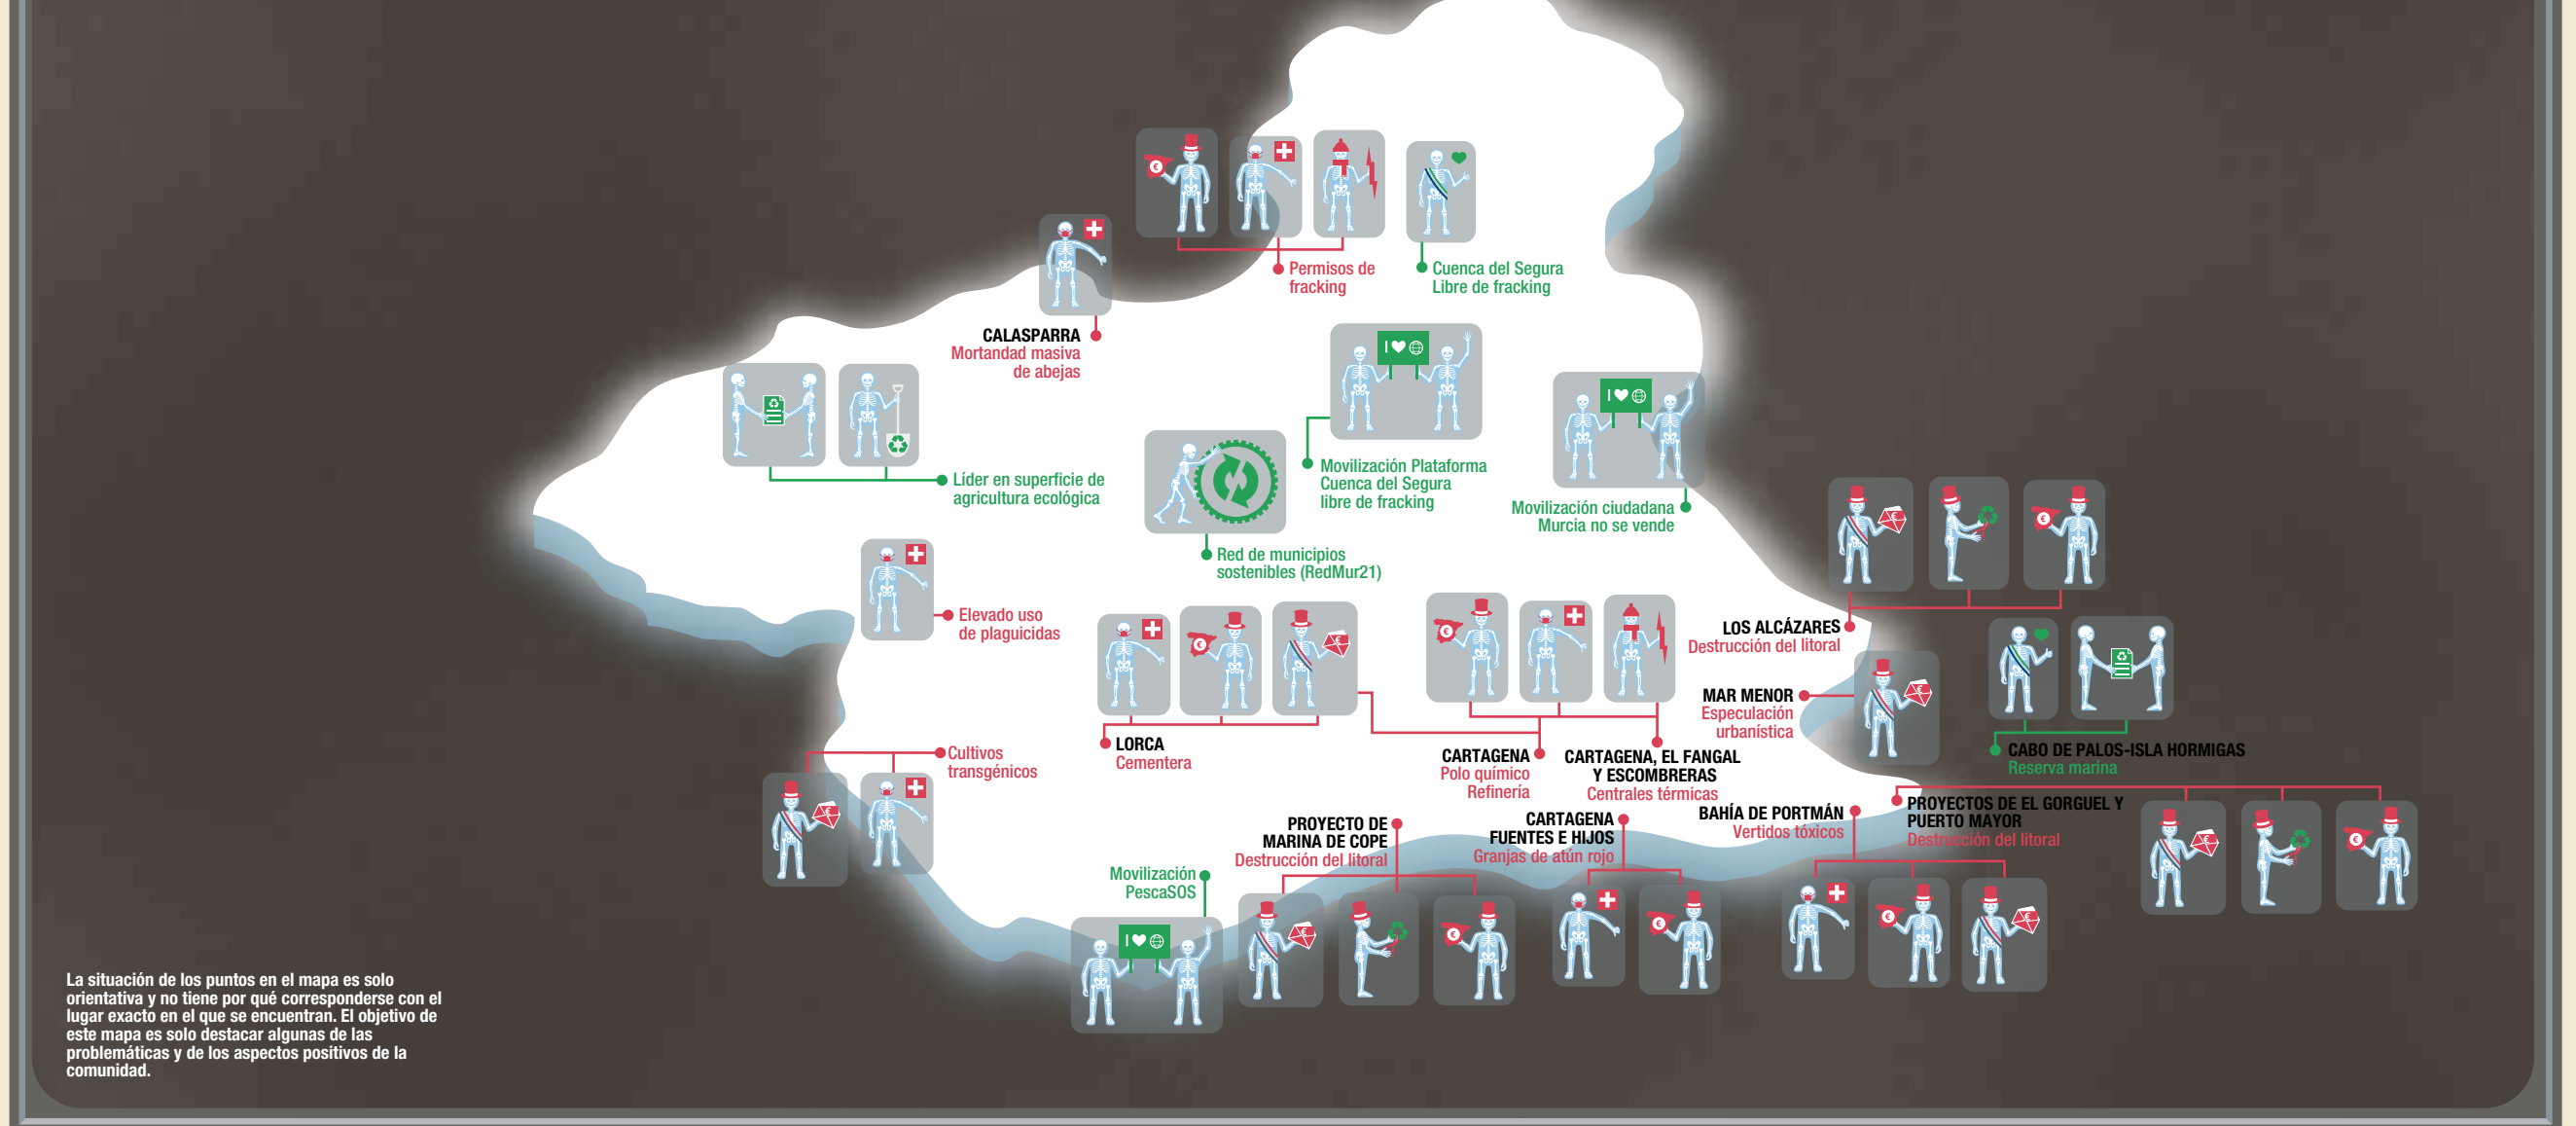 Permisos de
fracking
Cuenca del Segura
Libre de fracking
CALASPARRA
Mortandad masiva
de abejas
I
I
Líder en superficie de
agricultura ecológica
Movilización Plataforma
Cuenca del Segura
libre de fracking
Movilización ciudadana
Murcia no se vende
Red de municipios
sostenibles (RedMur21)
Elevado uso
de plaguicidas
LOS ALCÁZARES
Destrucción del litoral
MAR MENOR
Especulación
urbanística
CABO DE PALOS-ISLA HORMIGAS
Reserva marina
LORCA
Cementera
CARTAGENA
Polo químico
Refinería
CARTAGENA, EL FANGAL
Y ESCOMBRERAS
Centrales térmicas
Cultivos
transgénicos
PROYECTO DE
MARINA DE COPE
Destrucción del litoral
CARTAGENA
FUENTES E HIJOS
Granjas de atún rojo
BAHÍA DE PORTMÁN
Vertidos tóxicos
PROYECTOS DE EL GORGUEL Y
PUERTO MAYOR
Destrucción del litoral
Movilización
PescaSOS
I
La situación de los puntos en el mapa es solo
orientativa y no tiene por qué corresponderse con el
lugar exacto en el que se encuentran. El objetivo de
este mapa es solo destacar algunas de las
problemáticas y de los aspectos positivos de la
comunidad.